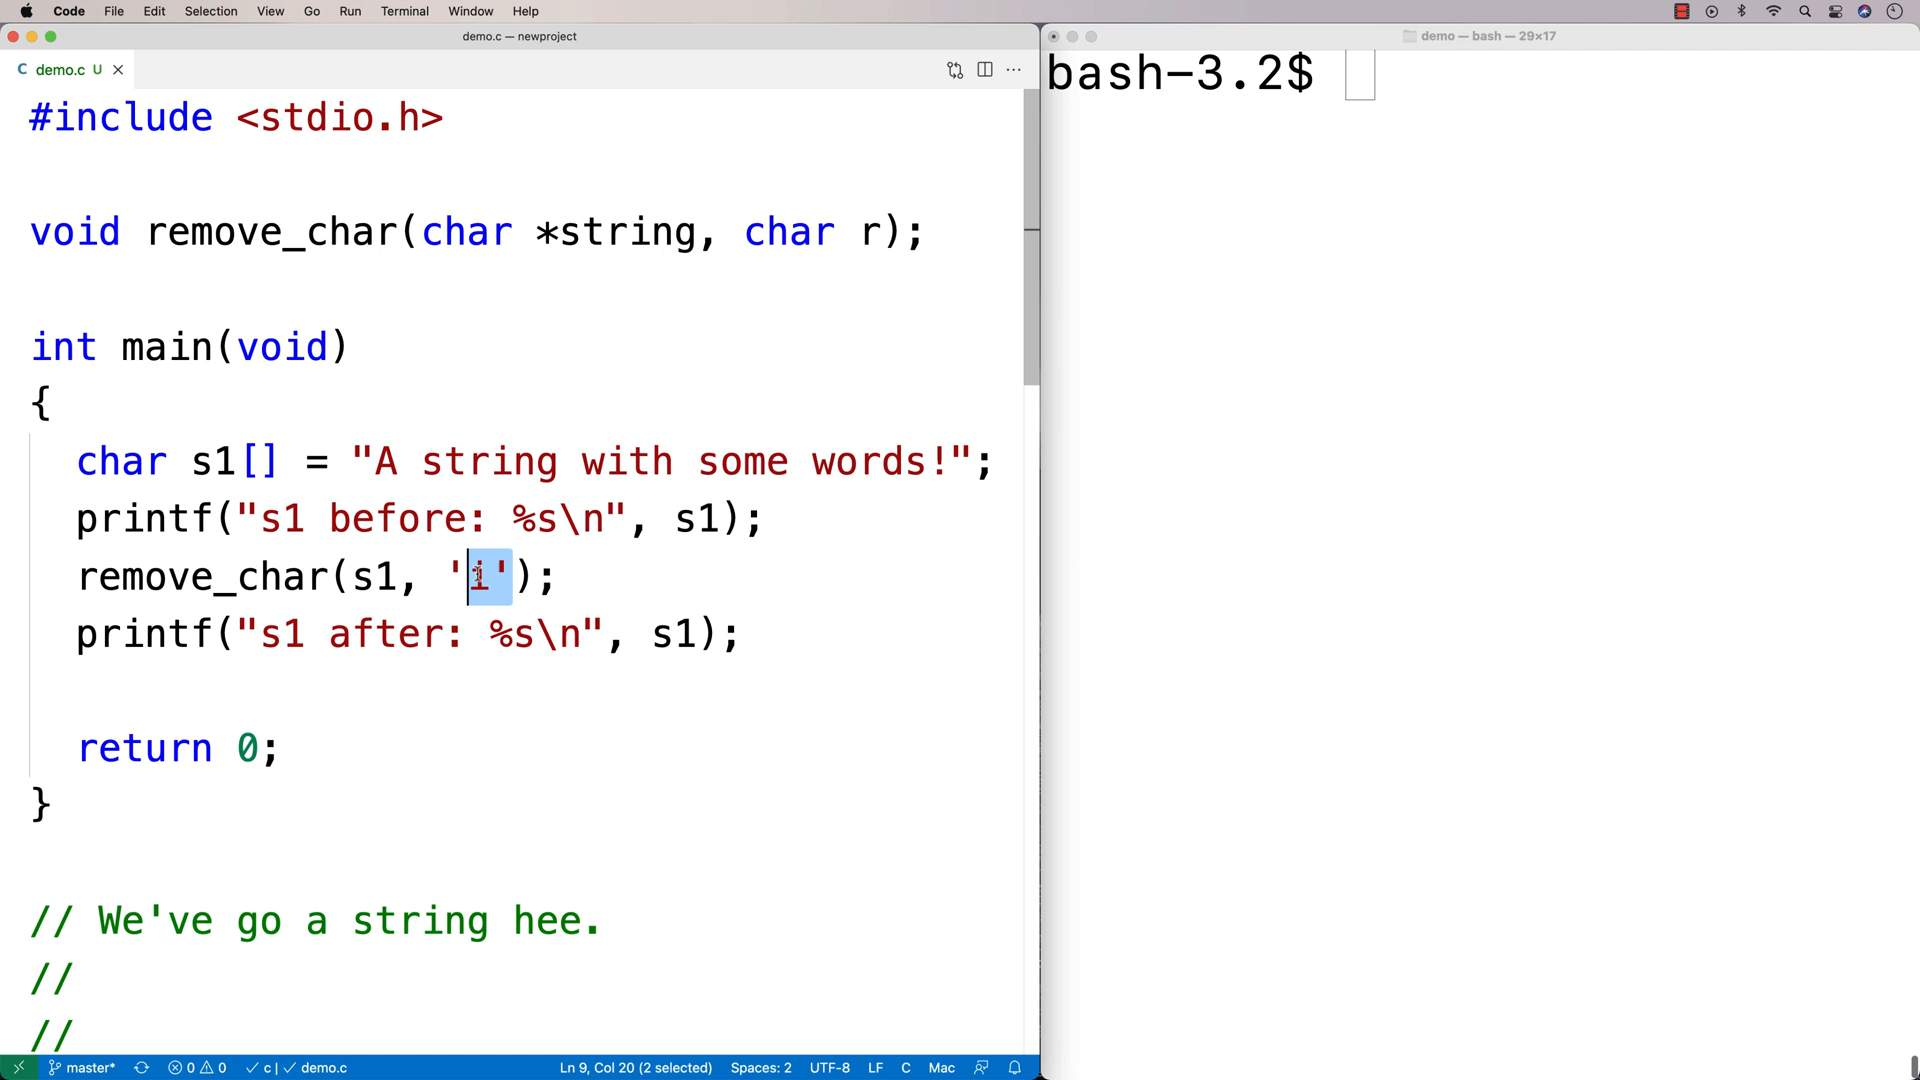 Code File Edit Selection View Go Run Terminal Window Help
demo.c — newproject
C demo.c U
#include <stdio.h>
void remove_char(char *string, char r);
int main(void)
{
char s1[] = "A string with some words!";
printf("s1 before: %s\n", s1);
remove_char(s1, 'i');
printf("s1 after: %s\n", s1);
return 0;
}
// We've go a string hee.
//
//
master* 0 0 c | demo.c Ln 9, Col 20 (2 selected) Spaces: 2 UTF-8 LF C Mac
demo — bash — 29×17
bash-3.2$